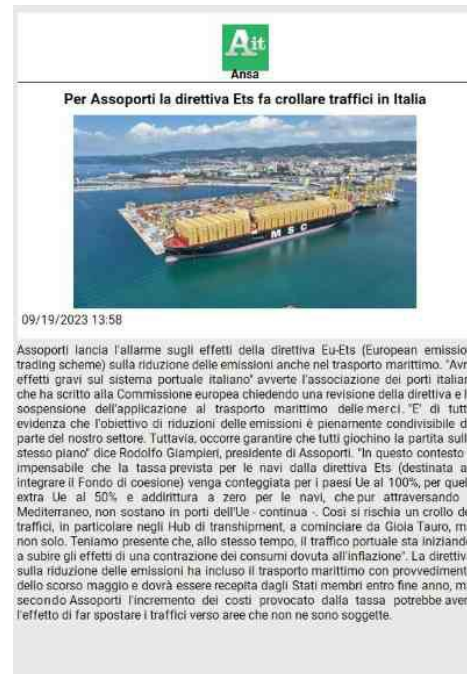 Ait
Ansa
Per Assoporti la direttiva Ets fa crollare traffici in Italia
MSC
09/19/2023 13:58
Assoporti lancia l'allarme sugli effetti della direttiva Eu-Ets (European
trading scheme) sulla riduzione delle emissioni anche nel trasporto marittimo.
effetti gravi sul sistema portuale italiano" avverte l'associazione dei porti
che ha scritto alla Commissione europea chiedendo una revisione della direttiva e
sospensione dell'applicazione al trasporto marittimo delle merci. "E' di
evidenza che l'obiettivo di riduzioni delle emissioni è pienamente condivisibile
parte del nostro settore. Tuttavia, occorre garantire che tutti giochino la partita
stesso piano" dice Rodolfo Giampieri, presidente di Assoporti. "In questo contesto
impensabile che la tassa prevista per le navi dalla direttiva Ets (destinata
integrare il Fondo di coesione) venga conteggiata per i paesi Ue al 100%, per
extra Ue al 50% e addirittura a zero per le navi, che pur attraversando
Mediterraneo, non sostano in porti dell'Ue - continua -. Così si rischia un crollo
traffici, in particolare negli Hub di transhipment, a cominciare da Gioia Tauro,
non solo. Teniamo presente che, allo stesso tempo, il traffico portuale sta
a subire gli effetti di una contrazione dei consumi dovuta all'inflazione". La
sulla riduzione delle emissioni ha incluso il trasporto marittimo con
dello scorso maggio e dovrà essere recepita dagli Stati membri entro fine anno,
secondo Assoporti l'incremento dei costi provocato dalla tassa potrebbe
l'effetto di far spostare i traffici verso aree che non ne sono soggette.